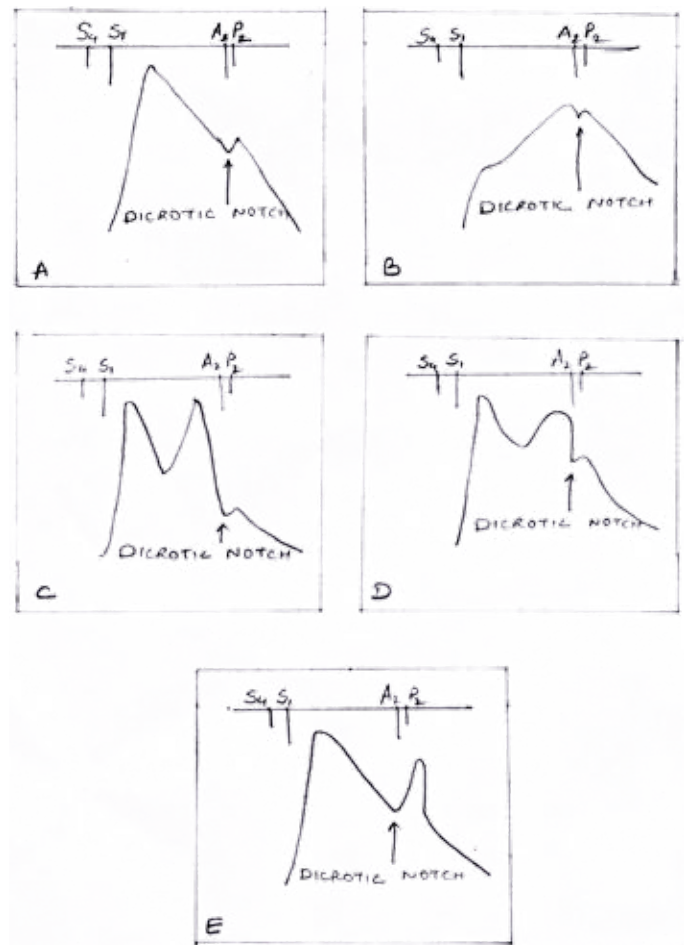 S4 S1 A2 P2
DICROTIC NOTCH
A
S4 S1 A2 P2
DICROTIC NOTCH
B
S4 S1 A2 P2
DICROTIC NOTCH
C
S4 S1 A2 P2
DICROTIC NOTCH
D
S4 S1 A2 P2
DICROTIC NOTCH
E